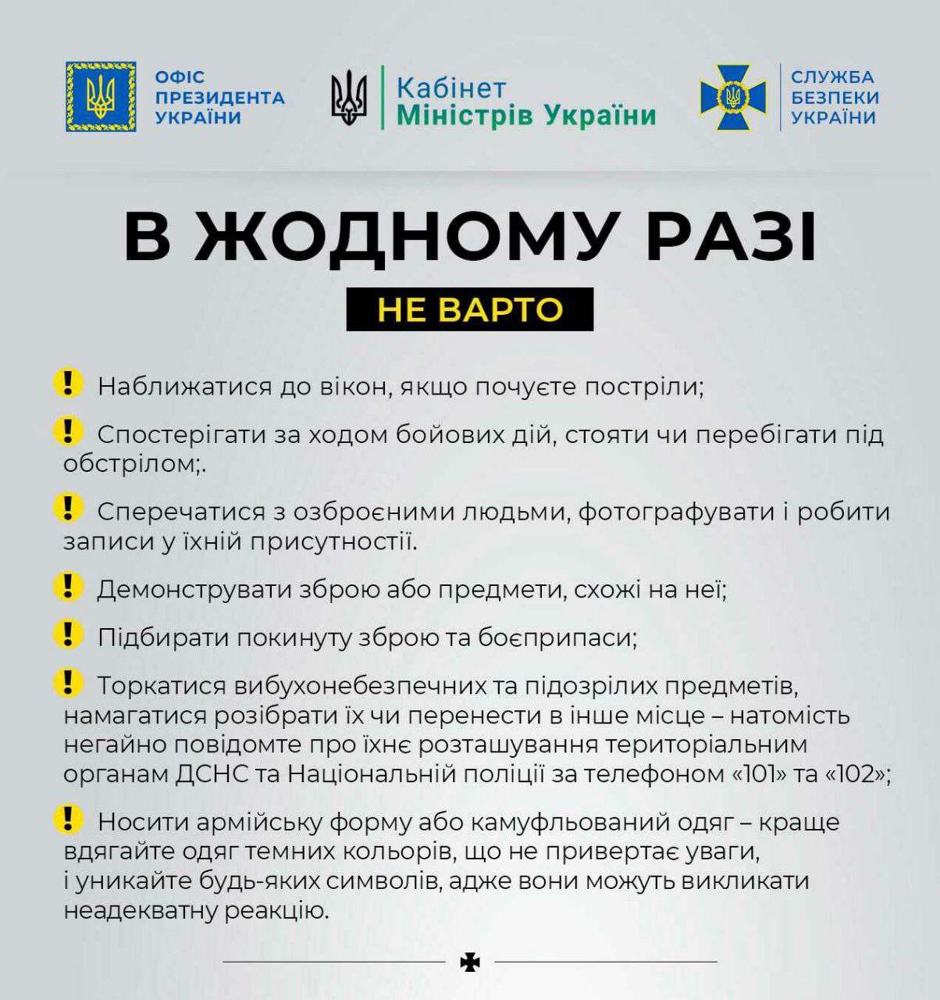 ОФІС
ПРЕЗИДЕНТА
УКРАЇНИ
Кабінет
Міністрів України
СЛУЖБА
БЕЗПЕКИ
УКРАЇНИ
В ЖОДНОМУ РАЗІ
НЕ ВАРТО
! Наближатися до вікон, якщо почуєте постріли;
! Спостерігати за ходом бойових дій, стояти чи перебігати під
обстрілом;.
! Сперечатися з озброєними людьми, фотографувати і робити
записи у їхній присутностії.
! Демонструвати зброю або предмети, схожі на неї;
! Підбирати покинуту зброю та боєприпаси;
! Торкатися вибухонебезпечних та підозрілих предметів,
намагатися розібрати їх чи перенести в інше місце – натомість
негайно повідомте про їхнє розташування територіальним
органам ДСНС та Національній поліції за телефоном «101» та «102»;
! Носити армійську форму або камуфльований одяг – краще
вдягайте одяг темних кольорів, що не привертає уваги,
і уникайте будь-яких символів, адже вони можуть викликати
неадекватну реакцію.